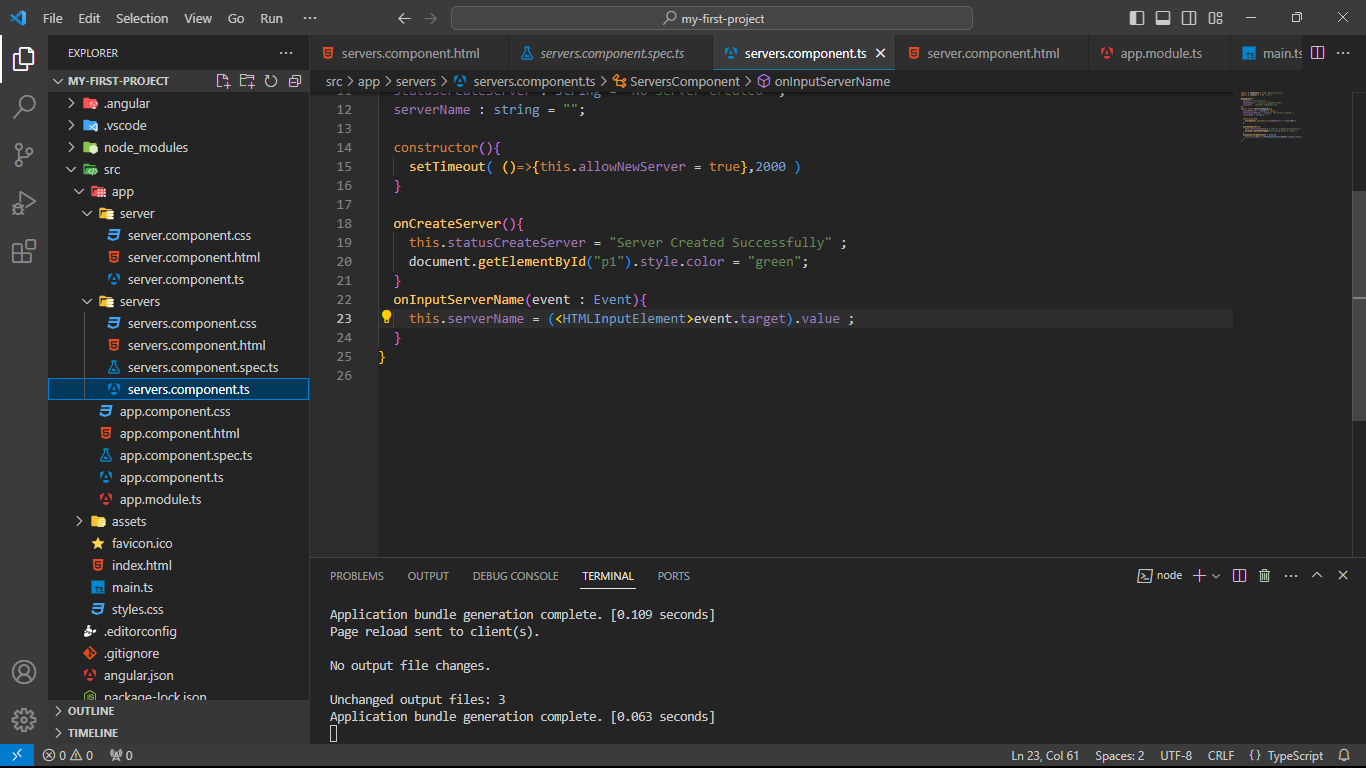 File Edit Selection View Go Run ··· my-first-project
EXPLORER ···
MY-FIRST-PROJECT
.angular
.vscode
node_modules
src
app
server
server.component.css
server.component.html
server.component.ts
servers
servers.component.css
servers.component.html
servers.component.spec.ts
servers.component.ts
app.component.css
app.component.html
app.component.spec.ts
app.component.ts
app.module.ts
assets
favicon.ico
index.html
main.ts
styles.css
.editorconfig
.gitignore
angular.json
package-lock.json
OUTLINE
TIMELINE
servers.component.html servers.component.spec.ts servers.component.ts server.component.html app.module.ts main.ts ···
src > app > servers > servers.component.ts > ServersComponent > onInputServerName
11 statusCreateServer : string = "No Server Created" ;
12 serverName : string = "";
13
14 constructor(){
15 setTimeout( ()=>{this.allowNewServer = true},2000 )
16 }
17
18 onCreateServer(){
19 this.statusCreateServer = "Server Created Successfully" ;
20 document.getElementById("p1").style.color = "green";
21 }
22 onInputServerName(event : Event){
23 this.serverName = (<HTMLInputElement>event.target).value ;
24 }
25 }
26
PROBLEMS OUTPUT DEBUG CONSOLE TERMINAL PORTS node ···
Application bundle generation complete. [0.109 seconds]
Page reload sent to client(s).
No output file changes.
Unchanged output files: 3
Application bundle generation complete. [0.063 seconds]
0 0 0 Ln 23, Col 61 Spaces: 2 UTF-8 CRLF {} TypeScript